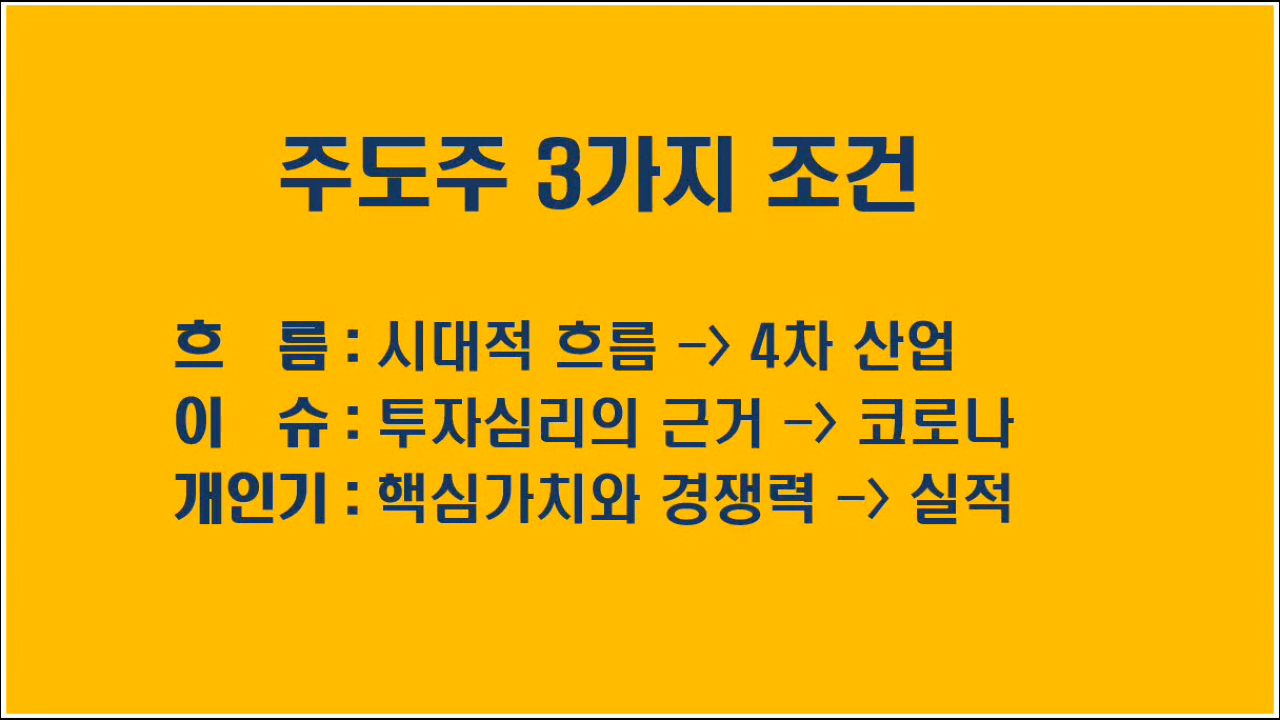 주도주 3가지 조건
흐 름 : 시대적 흐름 -> 4차 산업
이 슈 : 투자심리의 근거 -> 코로나
개인기 : 핵심가치와 경쟁력 -> 실적